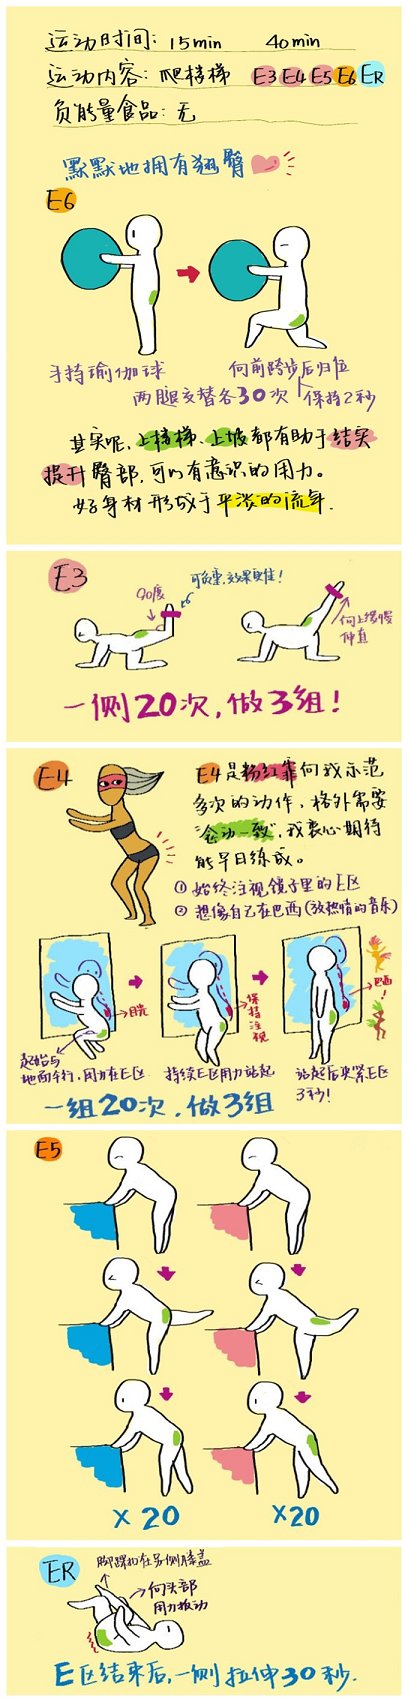 运动时间: 15min 40min
运动内容: 爬楼梯 E3 E4 E5 E6 ER
负能量食品: 无
默默地拥有翘臀
E6
手持瑜伽球
向前跨步后归位
两腿交替各30次
保持2秒
其实呢,上楼梯、上坡都有助于结实
提升臀部,可以有意识的用力。
好身材形成于平淡的流年.
E3
90度
可负重,效果更佳!
向上缓慢
伸直
一侧20次,做3组!
E4
E4是粉红靠向我示范
多次的动作,格外需要
"念动一致",我衷心期待
能早日练成。
① 始终注视镜子里的E区
② 想像自己在巴西(放热情的音乐)
目光
保持注视
巴西!
起始与
地面平行,用力在E区
持续E区用力站起
站起后夹紧E区
3秒!
一组20次,做3组
E5
x 20
x20
ER
脚踝扣在另侧膝盖
向头部
用力扳动
E区结束后,一侧拉伸30秒.